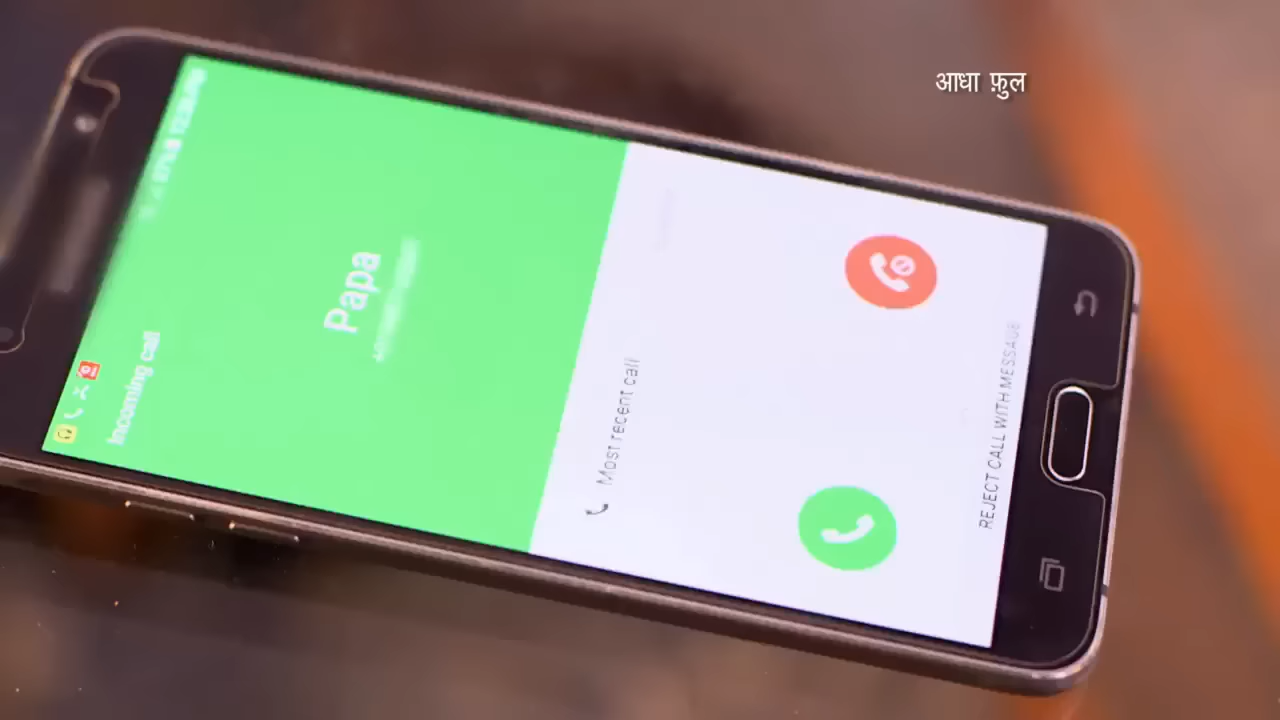 आधा फ़ुल
Incoming call
Papa
Most recent call
REJECT CALL WITH MESSAGE